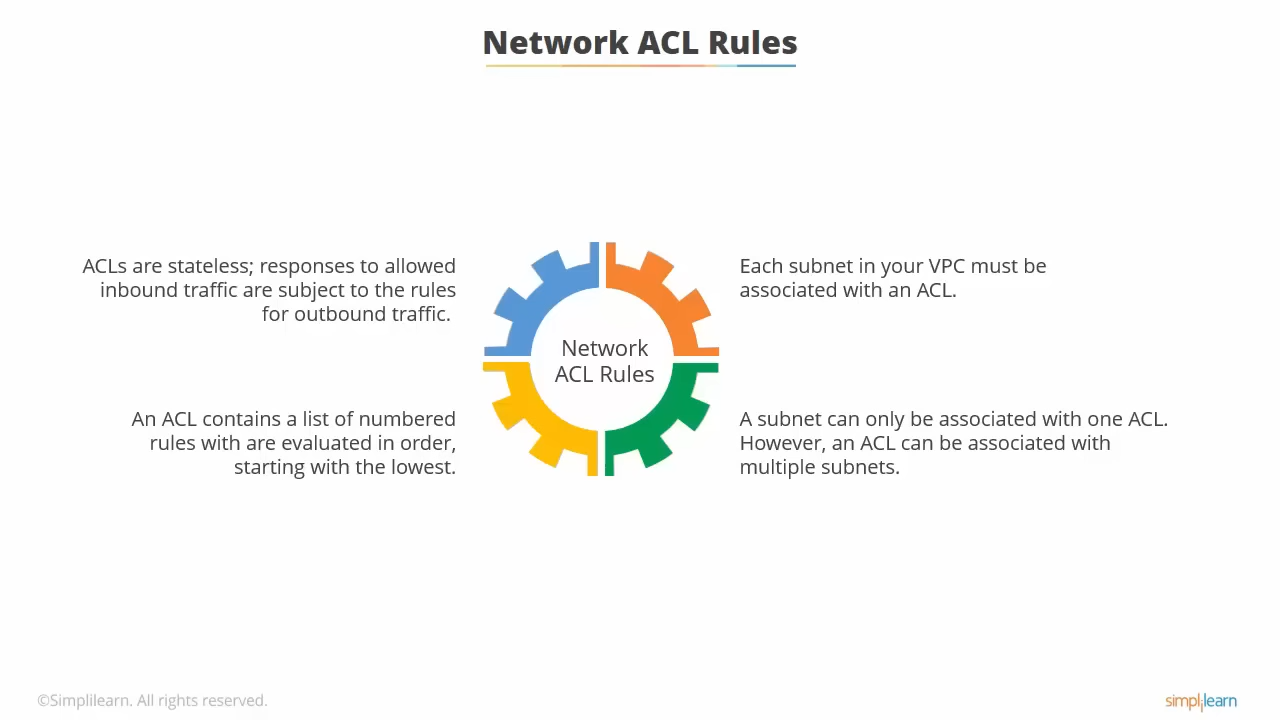 Network ACL Rules
ACLs are stateless; responses to allowed
inbound traffic are subject to the rules
for outbound traffic.
Each subnet in your VPC must be
associated with an ACL.
Network
ACL Rules
An ACL contains a list of numbered
rules with are evaluated in order,
starting with the lowest.
A subnet can only be associated with one ACL.
However, an ACL can be associated with
multiple subnets.
©Simplilearn. All rights reserved.
simplilearn